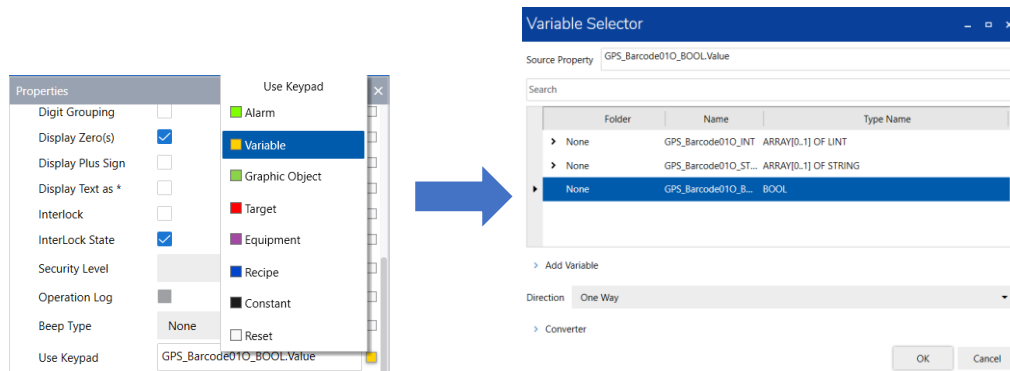 Properties
Digit Grouping
Display Zero(s)
Display Plus Sign
Display Text as *
Interlock
InterLock State
Security Level
Operation Log
Beep Type None
Use Keypad GPS_Barcode01O_BOOL.Value
Use Keypad
Alarm
Variable
Graphic Object
Target
Equipment
Recipe
Constant
Reset
Variable Selector
Source Property GPS_Barcode01O_BOOL.Value
Search
Folder Name Type Name
None GPS_Barcode01O_INT ARRAY[0..1] OF LINT
None GPS_Barcode01O_ST... ARRAY[0..1] OF STRING
None GPS_Barcode01O_B... BOOL
Add Variable
Direction One Way
Converter
OK Cancel